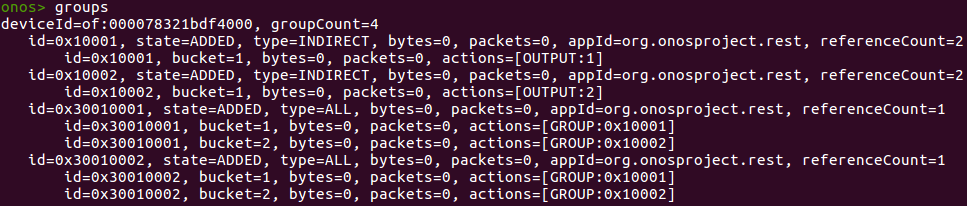 onos> groups
deviceId=of:000078321bdf4000, groupCount=4
id=0x10001, state=ADDED, type=INDIRECT, bytes=0, packets=0, appId=org.onosproject.rest, referenceCount=2
id=0x10001, bucket=1, bytes=0, packets=0, actions=[OUTPUT:1]
id=0x10002, state=ADDED, type=INDIRECT, bytes=0, packets=0, appId=org.onosproject.rest, referenceCount=2
id=0x10002, bucket=1, bytes=0, packets=0, actions=[OUTPUT:2]
id=0x30010001, state=ADDED, type=ALL, bytes=0, packets=0, appId=org.onosproject.rest, referenceCount=1
id=0x30010001, bucket=1, bytes=0, packets=0, actions=[GROUP:0x10001]
id=0x30010001, bucket=2, bytes=0, packets=0, actions=[GROUP:0x10002]
id=0x30010002, state=ADDED, type=ALL, bytes=0, packets=0, appId=org.onosproject.rest, referenceCount=1
id=0x30010002, bucket=1, bytes=0, packets=0, actions=[GROUP:0x10001]
id=0x30010002, bucket=2, bytes=0, packets=0, actions=[GROUP:0x10002]